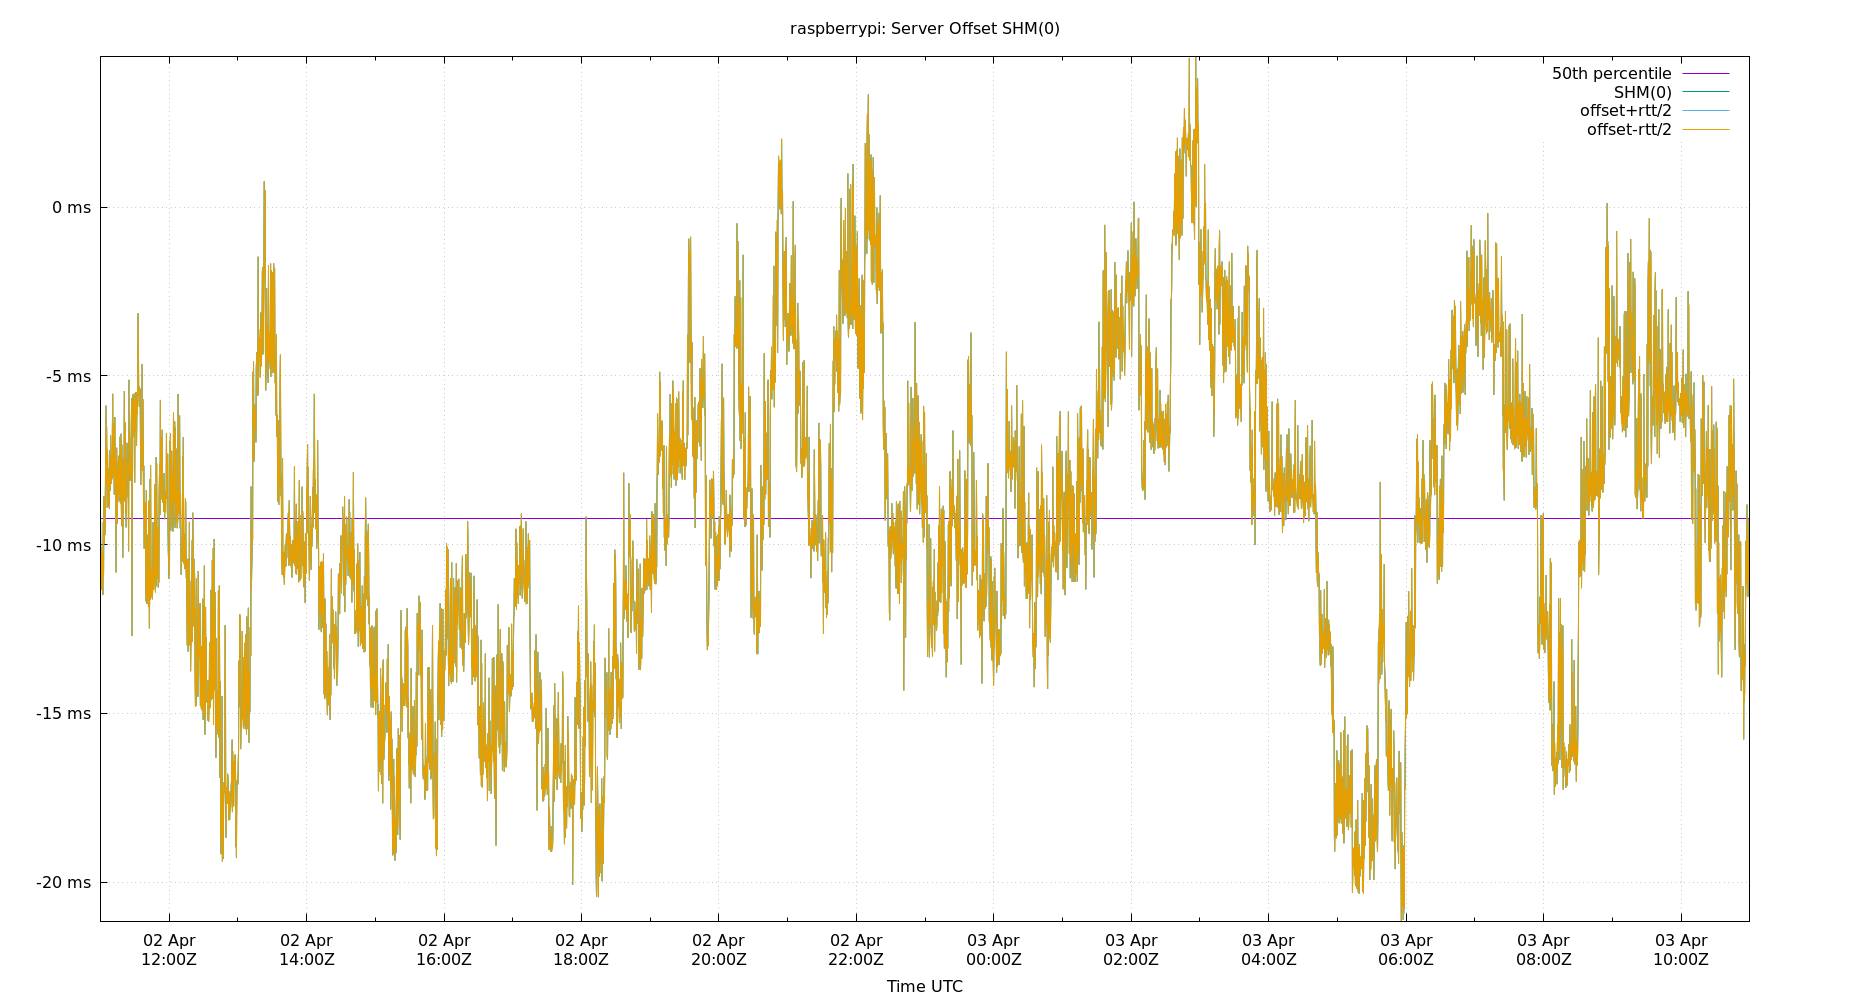 raspberrypi: Server Offset SHM(0)
50th percentile
SHM(0)
offset+rtt/2
offset-rtt/2
0 ms
-5 ms
-10 ms
-15 ms
-20 ms
02 Apr 02 Apr 02 Apr 02 Apr 02 Apr 02 Apr 03 Apr 03 Apr 03 Apr 03 Apr 03 Apr 03 Apr
12:00Z 14:00Z 16:00Z 18:00Z 20:00Z 22:00Z 00:00Z 02:00Z 04:00Z 06:00Z 08:00Z 10:00Z
Time UTC